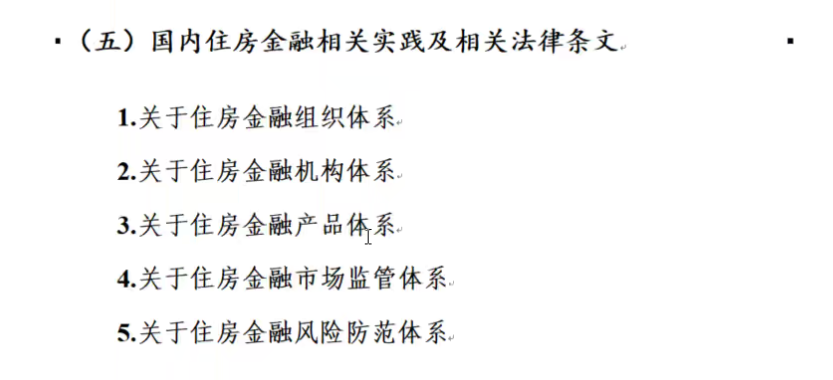 （五）国内住房金融相关实践及相关法律条文
1.关于住房金融组织体系
2.关于住房金融机构体系
3.关于住房金融产品体系
4.关于住房金融市场监管体系
5.关于住房金融风险防范体系